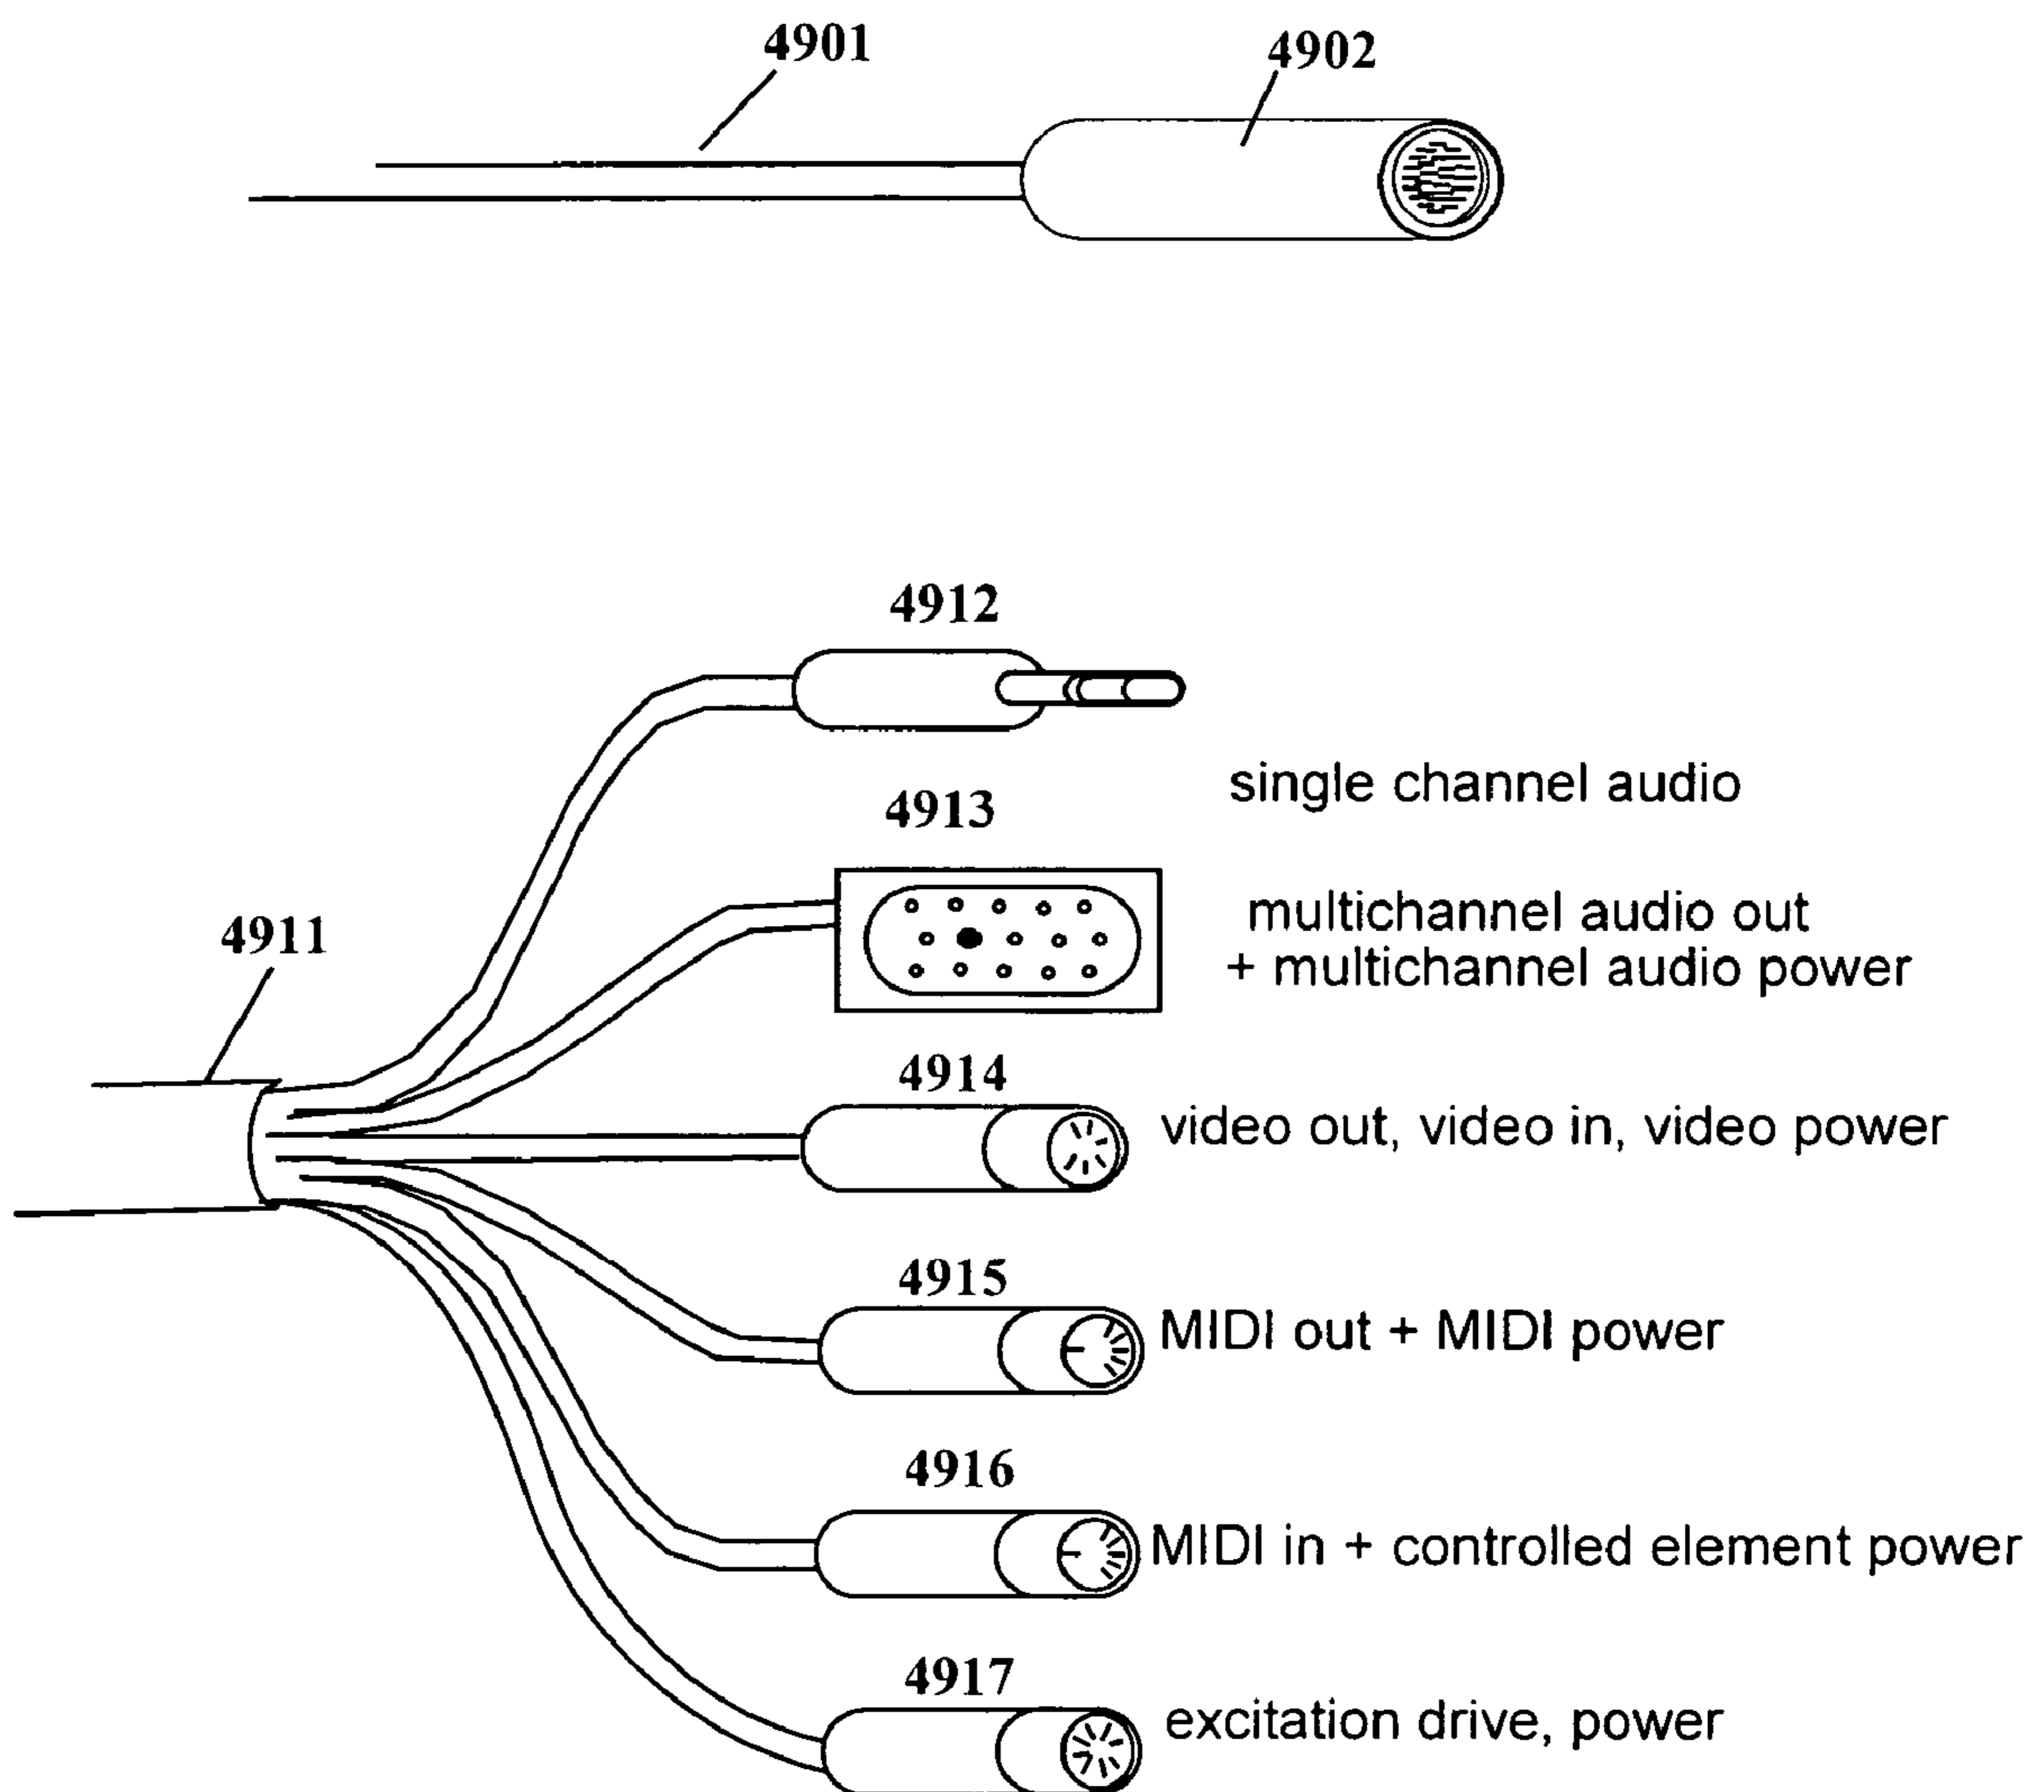 4901
4902
4912
single channel audio
4913
multichannel audio out
+ multichannel audio power
4911
4914
video out, video in, video power
4915
MIDI out + MIDI power
4916
MIDI in + controlled element power
4917
excitation drive, power